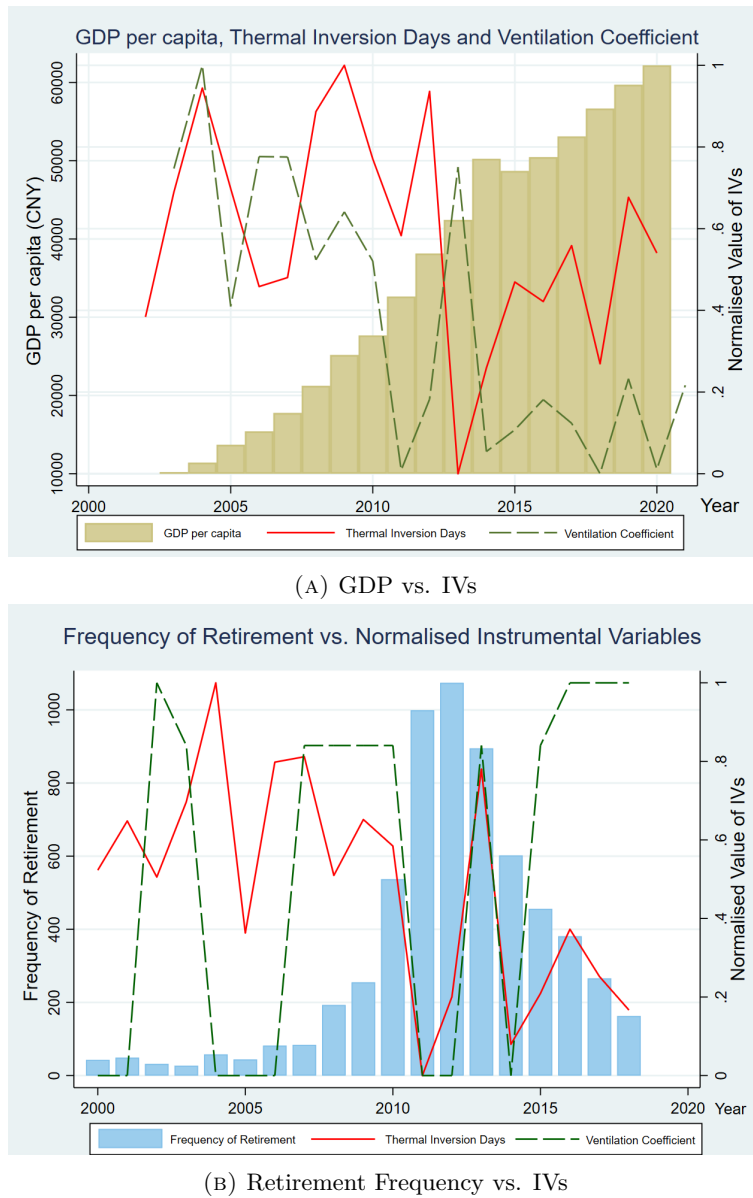 GDP per capita, Thermal Inversion Days and Ventilation Coefficient
GDP per capita (CNY)
10000
20000
30000
40000
50000
60000
Normalised Value of IVs
0
.2
.4
.6
.8
1
2000
2005
2010
2015
2020
Year
GDP per capita
Thermal Inversion Days
Ventilation Coefficient
(A) GDP vs. IVs
Frequency of Retirement vs. Normalised Instrumental Variables
Frequency of Retirement
0
200
400
600
800
1000
Normalised Value of IVs
0
.2
.4
.6
.8
1
2000
2005
2010
2015
2020
Year
Frequency of Retirement
Thermal Inversion Days
Ventilation Coefficient
(B) Retirement Frequency vs. IVs